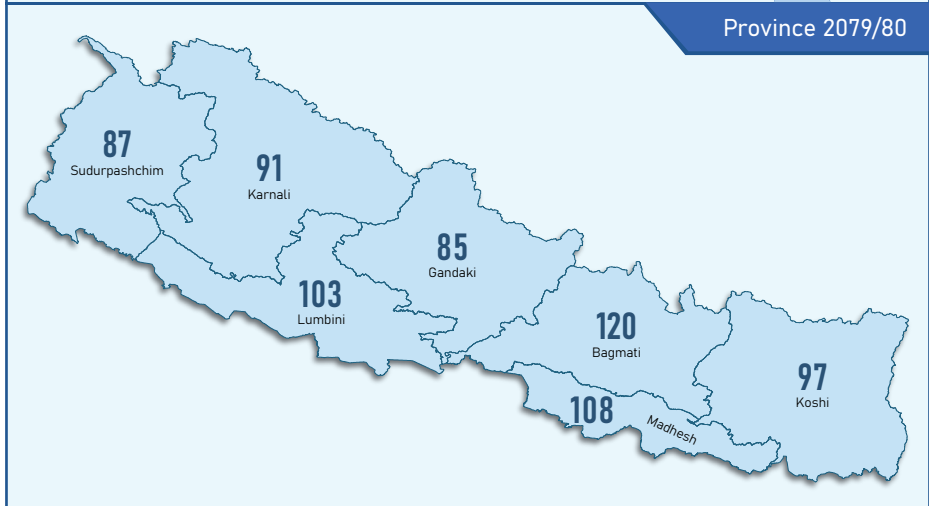 Province 2079/80
87
Sudurpashchim
91
Karnali
85
Gandaki
103
Lumbini
120
Bagmati
97
Koshi
108
Madhesh